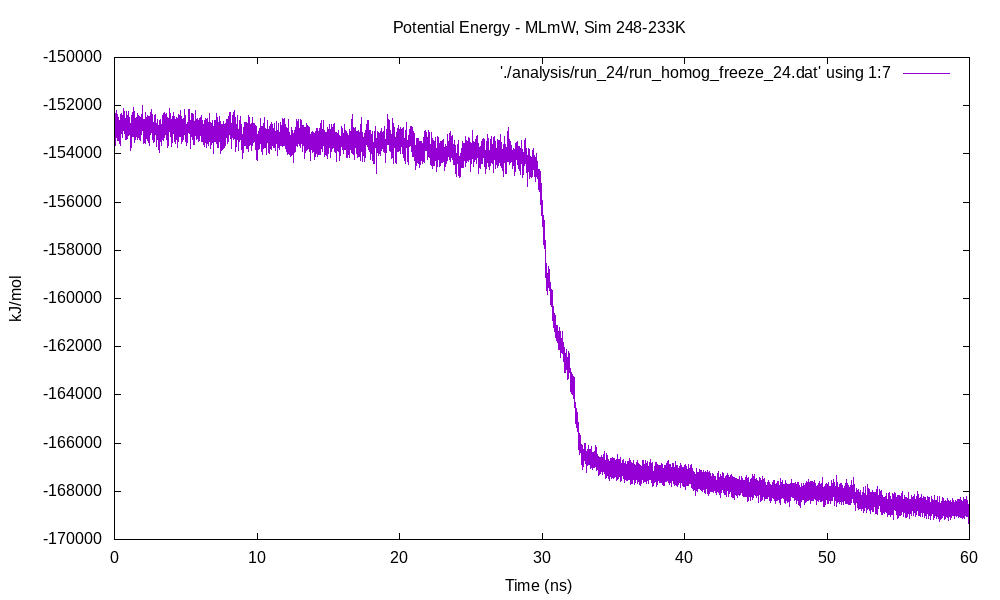 Potential Energy - MLmW, Sim 248-233K
'./analysis/run_24/run_homog_freeze_24.dat' using 1:7
-150000
-152000
-154000
-156000
-158000
-160000
-162000
-164000
-166000
-168000
-170000
kJ/mol
0 10 20 30 40 50 60
Time (ns)